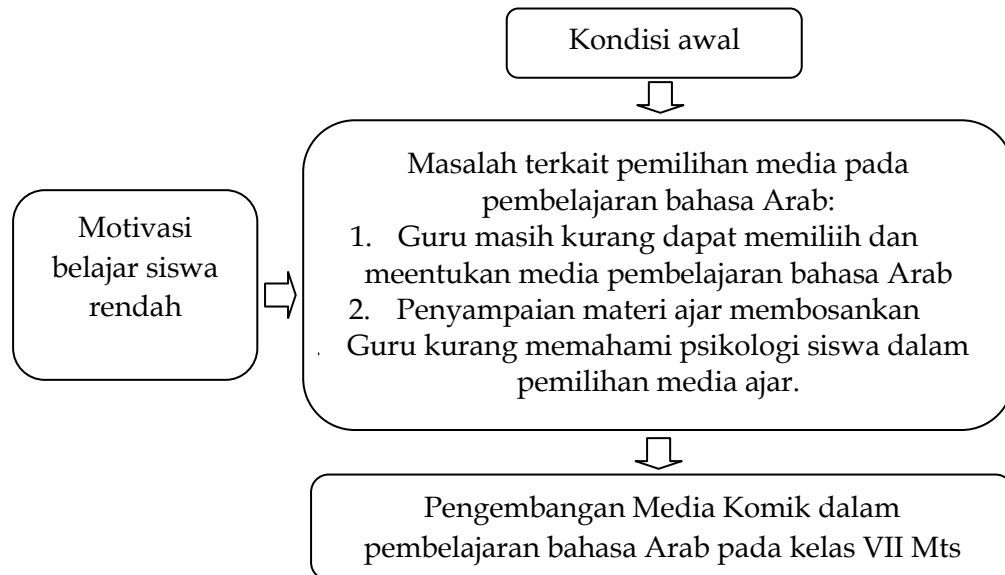 Kondisi awal
Masalah terkait pemilihan media pada
pembelajaran bahasa Arab:
1. Guru masih kurang dapat memiliih dan
meentukan media pembelajaran bahasa Arab
2. Penyampaian materi ajar membosankan
. Guru kurang memahami psikologi siswa dalam
pemilihan media ajar.
Motivasi
belajar siswa
rendah
Pengembangan Media Komik dalam
pembelajaran bahasa Arab pada kelas VII Mts